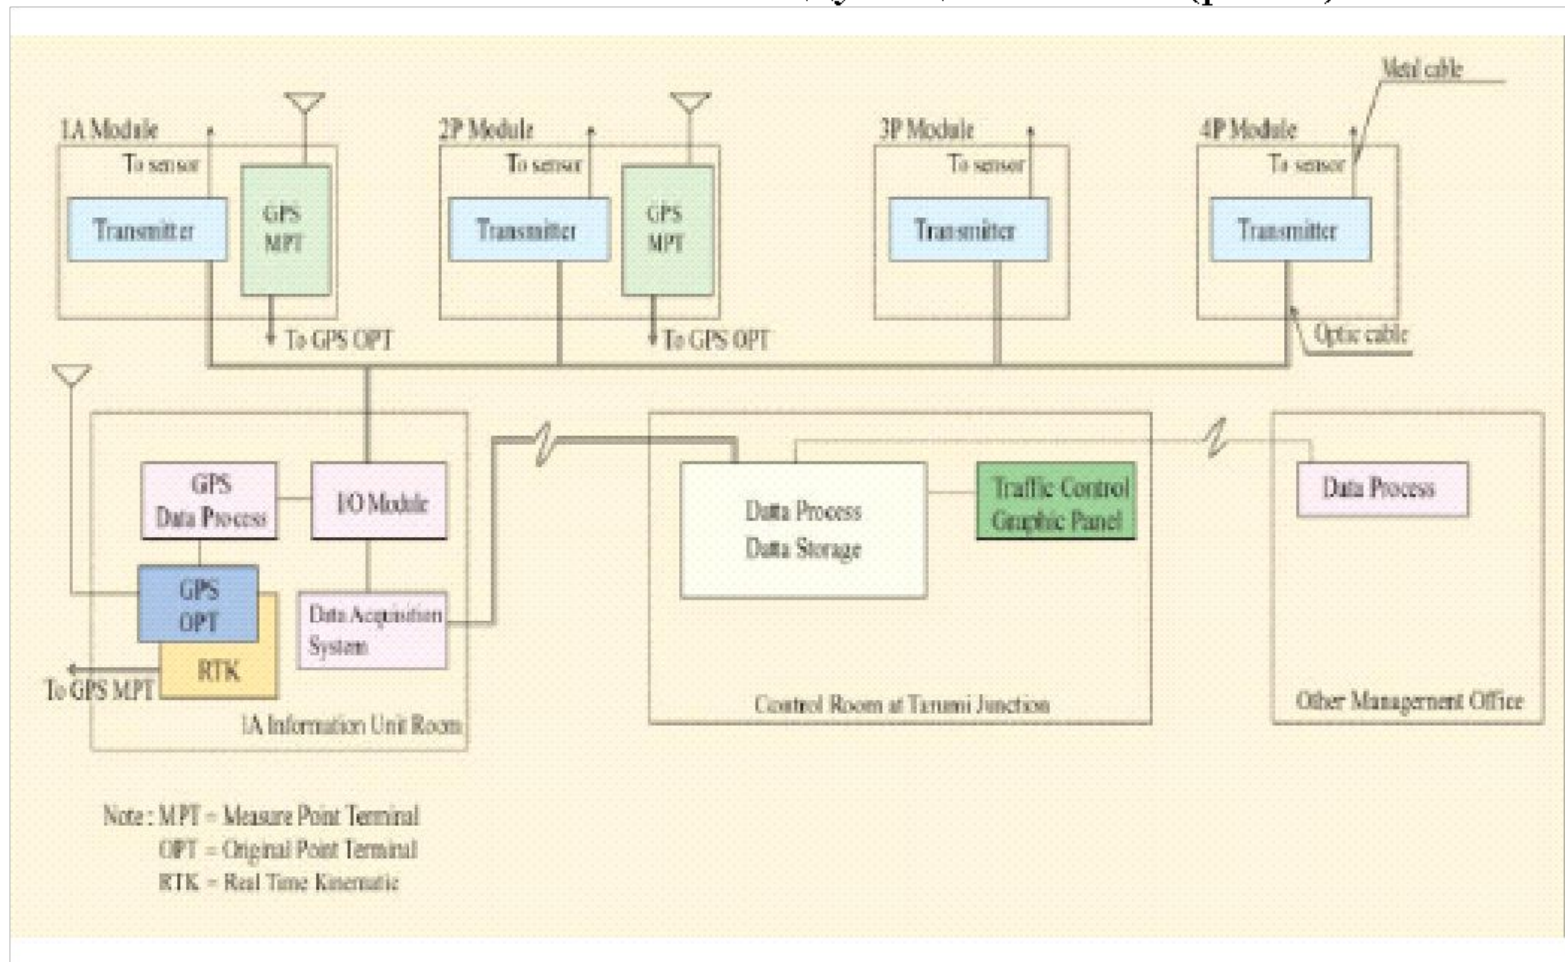 Metal cable
1A Module
2P Module
3P Module
4P Module
To sensor
To sensor
To sensor
To sensor
Transmitter
GPS
MPT
Transmitter
GPS
MPT
Transmitter
Transmitter
To GPS OPT
To GPS OPT
Optic cable
GPS
Data Process
I/O Module
Data Process
Data Storage
Traffic Control
Graphic Panel
Data Process
GPS
OPT
Data Acquisition
System
RTK
To GPS MPT
1A Information Unit Room
Control Room at Tarumi Junction
Other Management Office
Note : MPT = Measure Point Terminal
OPT = Original Point Terminal
RTK = Real Time Kinematic